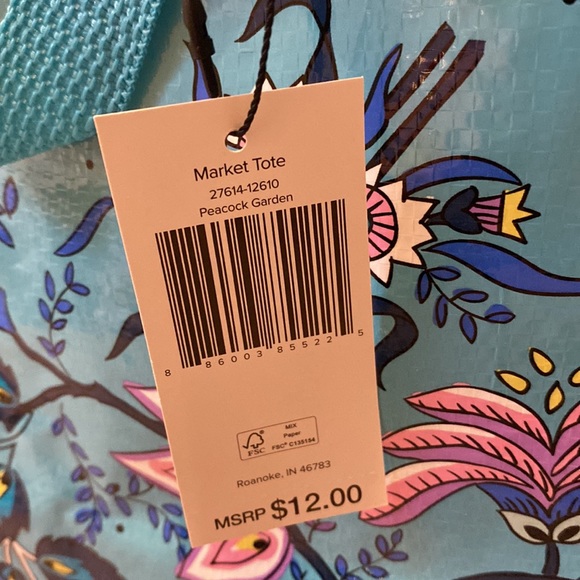 Market Tote
27614-12610
Peacock Garden
8 86003 85522 5
FSC
MIX
Paper
FSC® C135154
Roanoke, IN 46783
MSRP $12.00